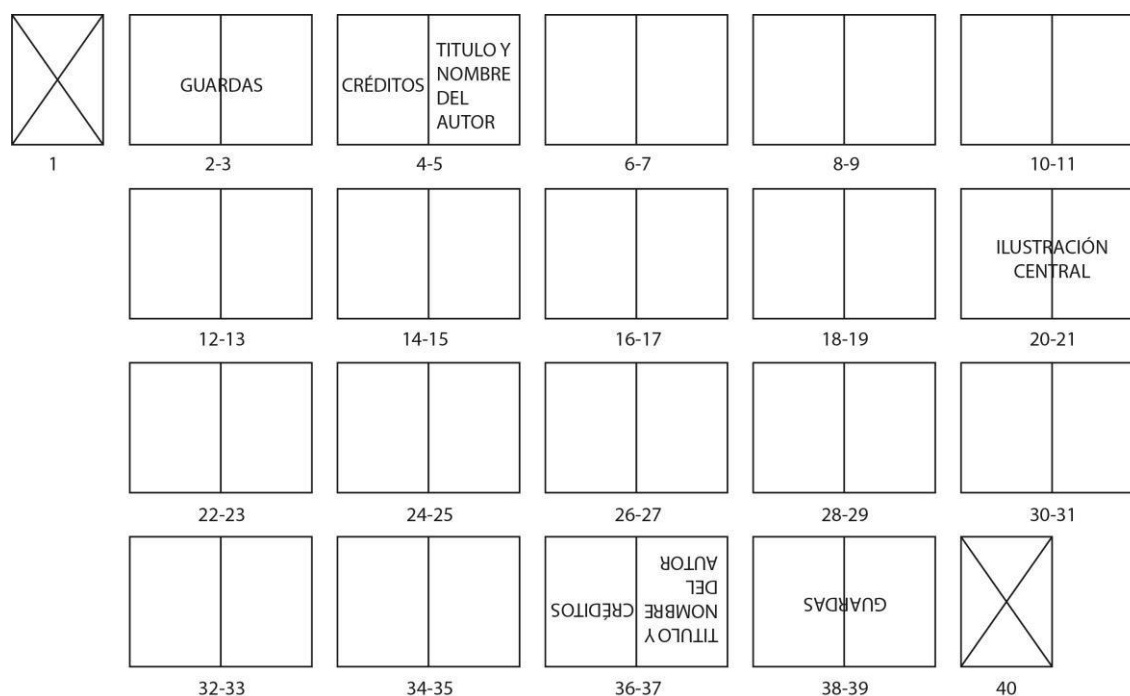 GUARDAS
CRÉDITOS
TITULO Y
NOMBRE
DEL
AUTOR
1
2-3
4-5
6-7
8-9
10-11
ILUSTRACIÓN
CENTRAL
12-13
14-15
16-17
18-19
20-21
22-23
24-25
26-27
28-29
30-31
CRÉDITOS
TITULO Y
NOMBRE
DEL
AUTOR
GUARDAS
32-33
34-35
36-37
38-39
40